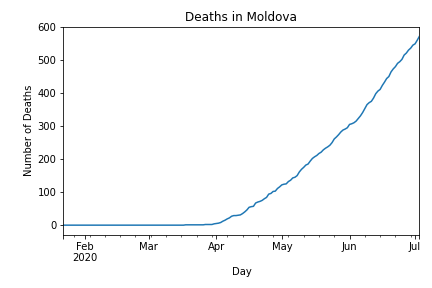 Deaths in Moldova
Number of Deaths
600
500
400
300
200
100
0
Feb
2020
Mar
Apr
May
Jun
Jul
Day